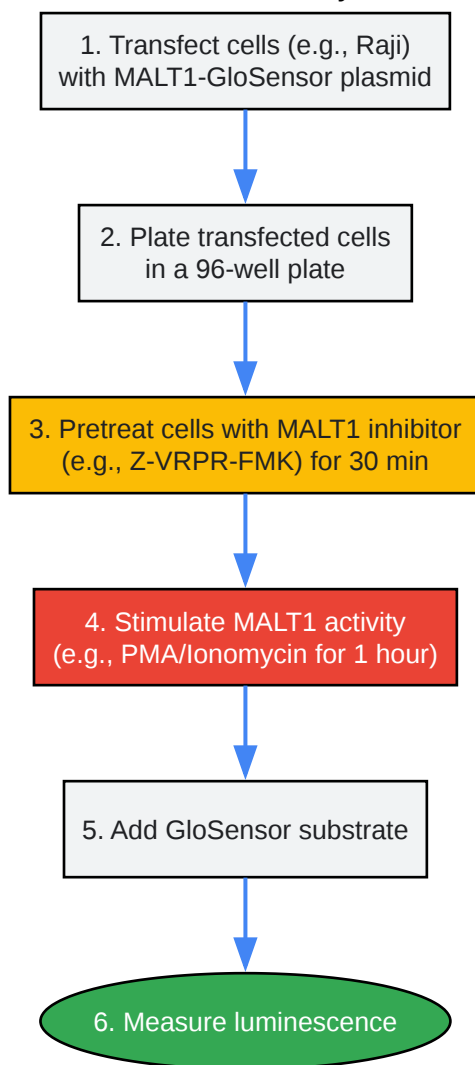 1. Transfect cells (e.g., Raji)
with MALT1-GloSensor plasmid
2. Plate transfected cells
in a 96-well plate
3. Pretreat cells with MALT1 inhibitor
(e.g., Z-VRPR-FMK) for 30 min
4. Stimulate MALT1 activity
(e.g., PMA/Ionomycin for 1 hour)
5. Add GloSensor substrate
6. Measure luminescence